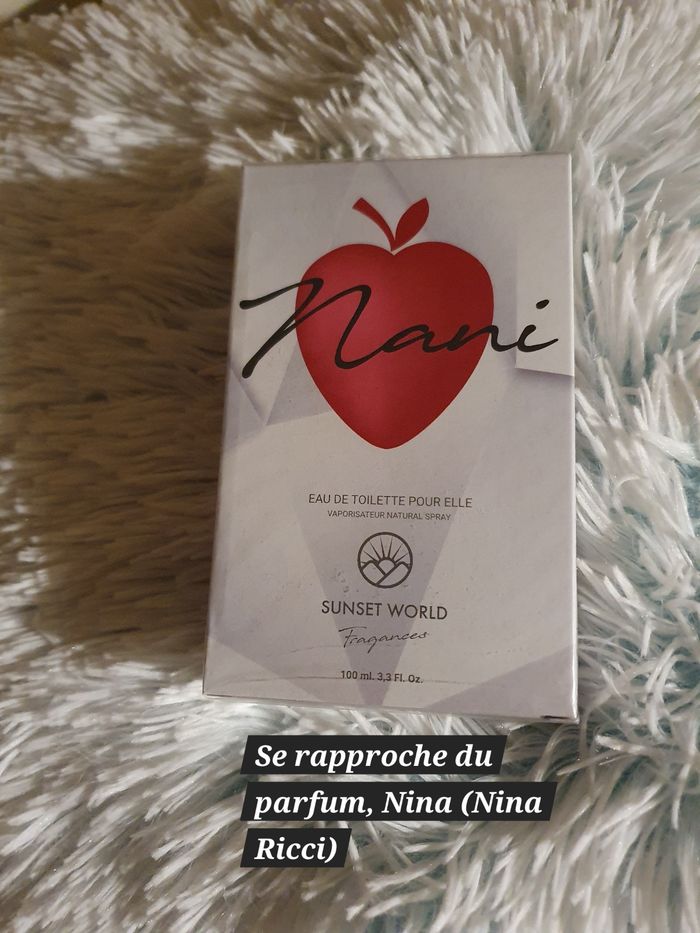 Nani
EAU DE TOILETTE POUR ELLE
VAPORISATEUR NATURAL SPRAY
SUNSET WORLD
Fragances
100 ml. 3,3 Fl. Oz.
Se rapproche du
parfum, Nina (Nina
Ricci)